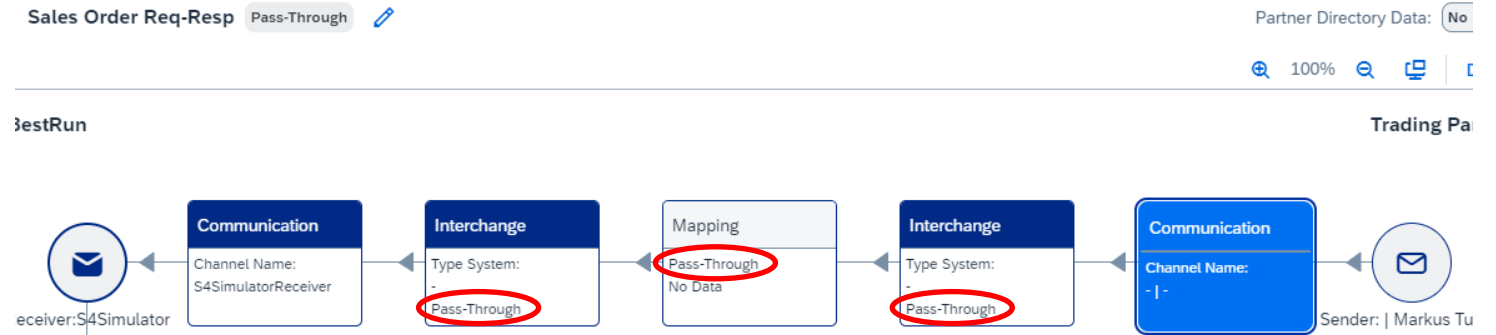 Sales Order Req-Resp Pass-Through
Partner Directory Data: No
100%
BestRun
Trading Pa
Communication
Channel Name:
S4SimulatorReceiver
Interchange
Type System:
-
Pass-Through
Mapping
Pass-Through
No Data
Interchange
Type System:
-
Pass-Through
Communication
Channel Name:
- | -
eceiver:S4Simulator
Sender: | Markus Tu